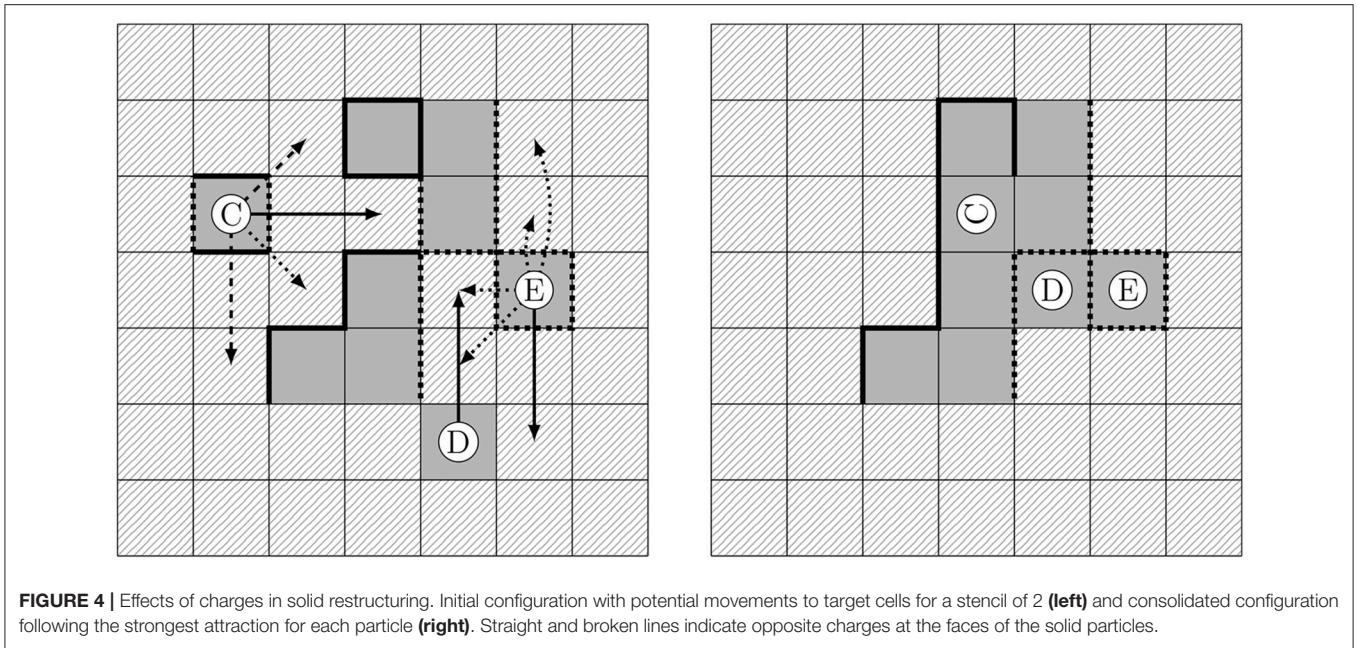 C
E
D
C
D
E
FIGURE 4 | Effects of charges in solid restructuring. Initial configuration with potential movements to target cells for a stencil of 2 (left) and consolidated configuration
following the strongest attraction for each particle (right). Straight and broken lines indicate opposite charges at the faces of the solid particles.